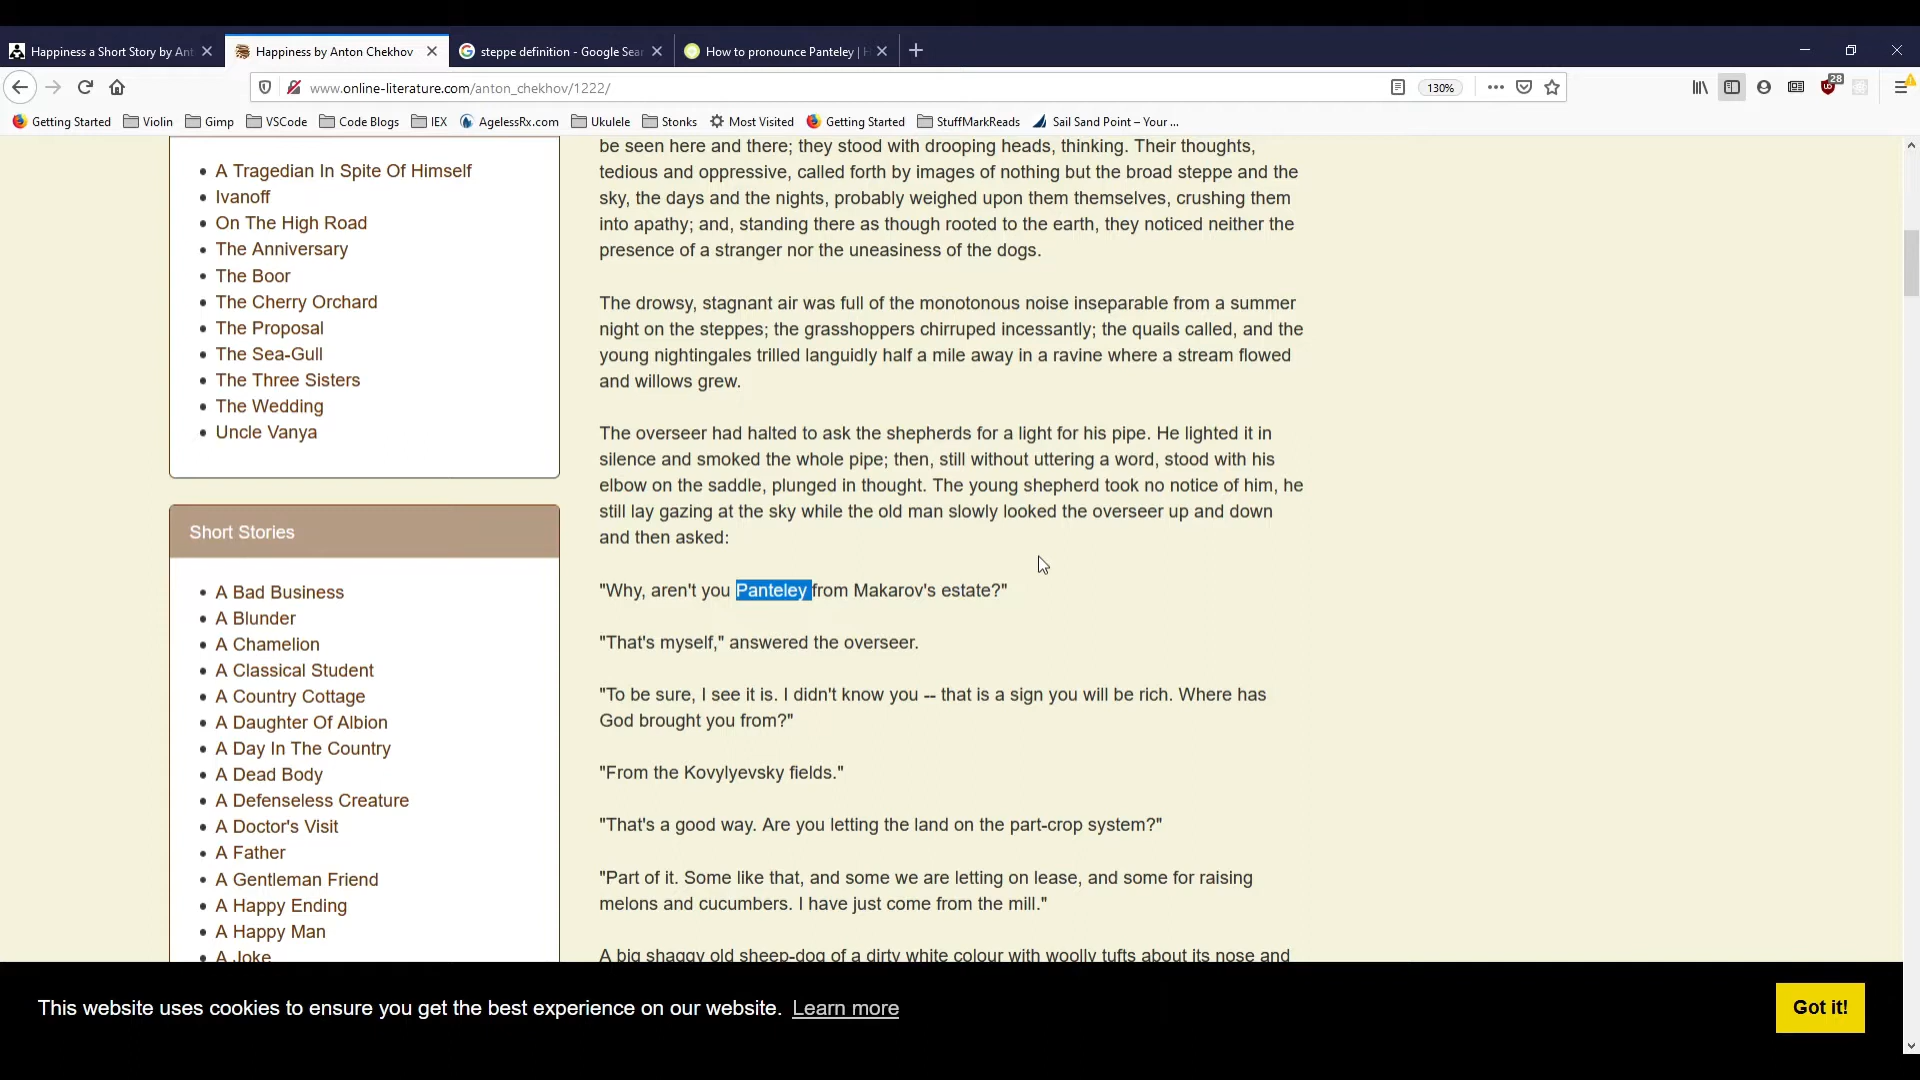 Happiness a Short Story by Ant
Happiness by Anton Chekhov
steppe definition - Google Sear
How to pronounce Panteley | H
www.online-literature.com/anton_chekhov/1222/
130%
28
Getting Started
Violin
Gimp
VSCode
Code Blogs
IEX
AgelessRx.com
Ukulele
Stonks
Most Visited
Getting Started
StuffMarkReads
Sail Sand Point – Your ...
A Tragedian In Spite Of Himself
Ivanoff
On The High Road
The Anniversary
The Boor
The Cherry Orchard
The Proposal
The Sea-Gull
The Three Sisters
The Wedding
Uncle Vanya
Short Stories
A Bad Business
A Blunder
A Chamelion
A Classical Student
A Country Cottage
A Daughter Of Albion
A Day In The Country
A Dead Body
A Defenseless Creature
A Doctor's Visit
A Father
A Gentleman Friend
A Happy Ending
A Happy Man
A Joke
be seen here and there; they stood with drooping heads, thinking. Their thoughts,
tedious and oppressive, called forth by images of nothing but the broad steppe and the
sky, the days and the nights, probably weighed upon them themselves, crushing them
into apathy; and, standing there as though rooted to the earth, they noticed neither the
presence of a stranger nor the uneasiness of the dogs.
The drowsy, stagnant air was full of the monotonous noise inseparable from a summer
night on the steppes; the grasshoppers chirruped incessantly; the quails called, and the
young nightingales trilled languidly half a mile away in a ravine where a stream flowed
and willows grew.
The overseer had halted to ask the shepherds for a light for his pipe. He lighted it in
silence and smoked the whole pipe; then, still without uttering a word, stood with his
elbow on the saddle, plunged in thought. The young shepherd took no notice of him, he
still lay gazing at the sky while the old man slowly looked the overseer up and down
and then asked:
"Why, aren't you Panteley from Makarov's estate?"
"That's myself," answered the overseer.
"To be sure, I see it is. I didn't know you -- that is a sign you will be rich. Where has
God brought you from?"
"From the Kovylyevsky fields."
"That's a good way. Are you letting the land on the part-crop system?"
"Part of it. Some like that, and some we are letting on lease, and some for raising
melons and cucumbers. I have just come from the mill."
A big shaggy old sheep-dog of a dirty white colour with woolly tufts about its nose and
This website uses cookies to ensure you get the best experience on our website. Learn more
Got it!